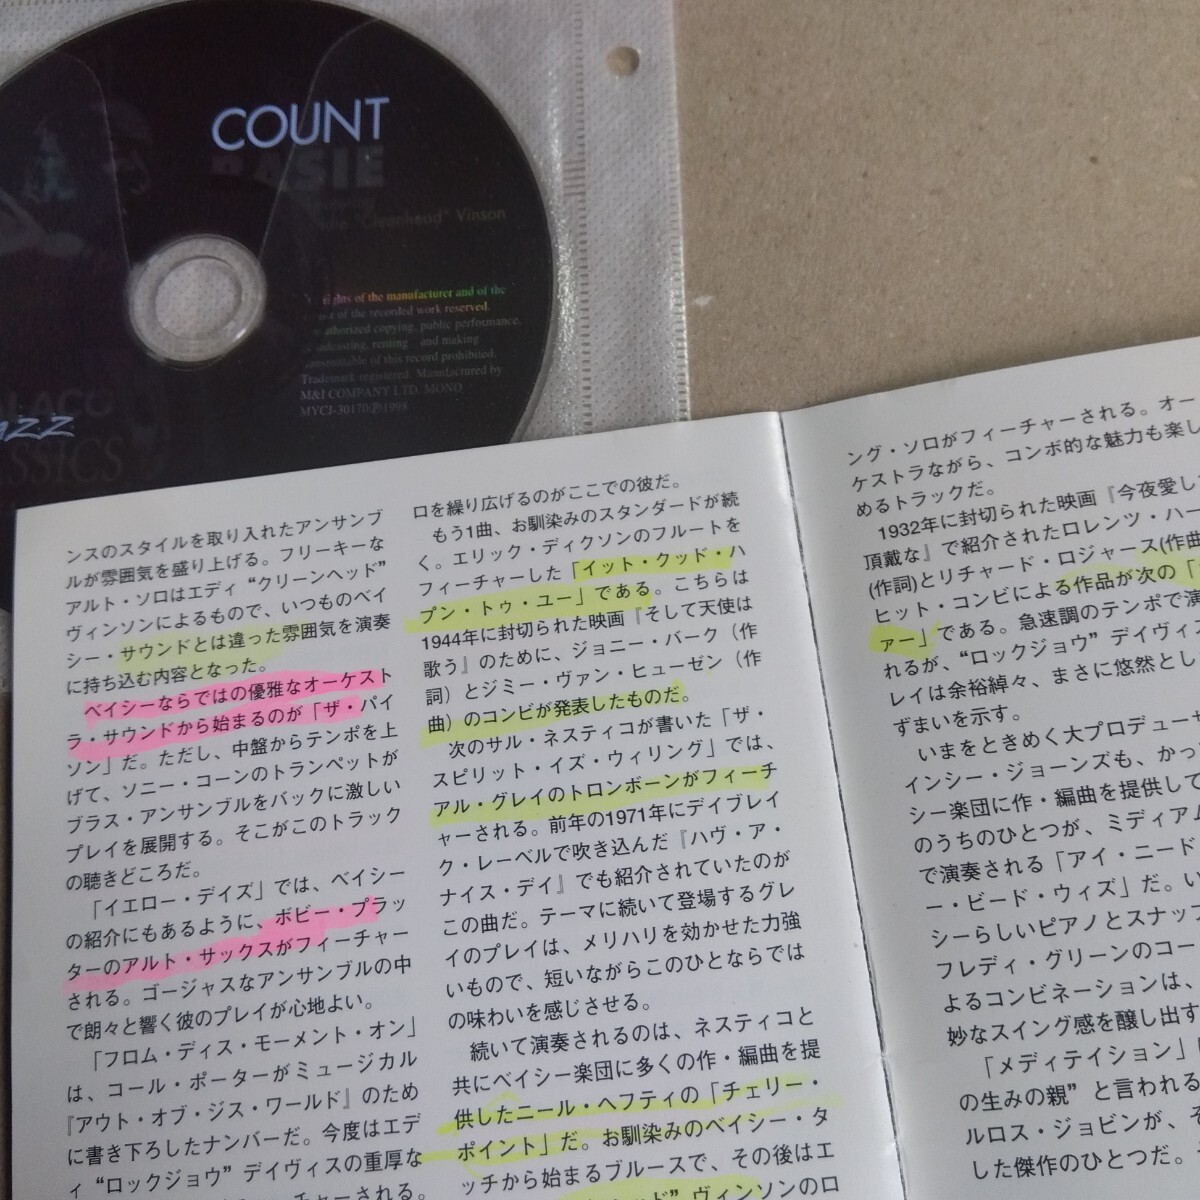 COUNT
BASIE
"Cleanhead" Vinson
rights of the manufacturer and of the
of the recorded work reserved.
authorized copying, public performance,
broadcasting, renting and making
transmittable of this record prohibited.
Trademark registered. Manufactured by
M&I COMPANY LTD. MONO
MYCJ-30170 Ⓟ1998
ンスのスタイルを取り入れたアンサンブ
ルが雰囲気を盛り上げる。フリーキーな
アルト・ソロはエディ“クリーンヘッド”
ヴィンソンによるもので、いつものベイ
シー・サウンドとは違った雰囲気を演奏
に持ち込む内容となった。
ベイシーならではの優雅なオーケスト
ラ・サウンドから始まるのが「ザ・パイ
ソン」だ。ただし、中盤からテンポを上
げて、ソニー・コーンのトランペットが
ブラス・アンサンブルをバックに激しい
プレイを展開する。そこがこのトラック
の聴きどころだ。
「イエロー・デイズ」では、ベイシー
の紹介にもあるように、ボビー・プラッ
ターのアルト・サックスがフィーチャー
される。ゴージャスなアンサンブルの中
で朗々と響く彼のプレイが心地よい。
「フロム・ディス・モーメント・オン」
は、コール・ポーターがミュージカル
『アウト・オブ・ジス・ワールド』のため
に書き下ろしたナンバーだ。今度はエデ
ィ“ロックジョウ”デイヴィスの重厚な
チャーされる。
ロを繰り広げるのがここでの彼だ。
もう1曲、お馴染みのスタンダードが続
く。エリック・ディクソンのフルートを
フィーチャーした「イット・クッド・ハ
プン・トゥ・ユー」である。こちらは
1944年に封切られた映画『そして天使は
歌う』のために、ジョニー・バーク（作
詞）とジミー・ヴァン・ヒューゼン（作
曲）のコンビが発表したものだ。
次のサル・ネスティコが書いた「ザ・
スピリット・イズ・ウィリング」では、
アル・グレイのトロンボーンがフィーチ
ャーされる。前年の1971年にデイブレイ
ク・レーベルで吹き込んだ『ハヴ・ア・
ナイス・デイ』でも紹介されていたのが
この曲だ。テーマに続いて登場するグレ
イのプレイは、メリハリを効かせた力強
いもので、短いながらこのひとならでは
の味わいを感じさせる。
続いて演奏されるのは、ネスティコと
共にベイシー楽団に多くの作・編曲を提
供したニール・ヘフティの「チェリー・
ポイント」だ。お馴染みのベイシー・タ
ッチから始まるブルースで、その後はエ
ヴィンソンのロ
ング・ソロがフィーチャーされる。オー
ケストラながら、コンボ的な魅力も楽し
めるトラックだ。
1932年に封切られた映画『今夜愛し
頂戴な』で紹介されたロレンツ・ハー
(作詞)とリチャード・ロジャース(作曲
ヒット・コンビによる作品が次の「
ァー」である。急速調のテンポで演
れるが、“ロックジョウ”デイヴィス
レイは余裕綽々、まさに悠然とし
ずまいを示す。
いまをときめく大プロデューサ
インシー・ジョーンズも、かつ
シー楽団に作・編曲を提供して
のうちのひとつが、ミディアム
で演奏される「アイ・ニード
ー・ビード・ウィズ」だ。い
シーらしいピアノとスナップ
フレディ・グリーンのコー
よるコンビネーションは、
妙なスイング感を醸し出す
「メディテイション」
の生みの親”と言われる
ルロス・ジョビンが、そ
した傑作のひとつだ。